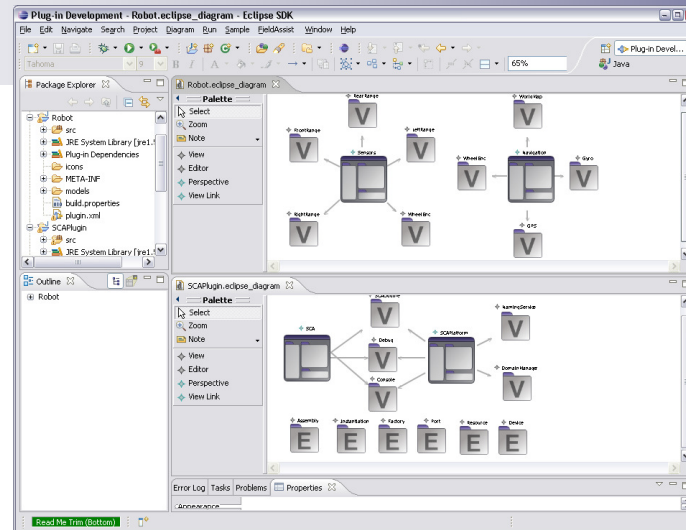 Plug-in Development - Robot.eclipse_diagram - Eclipse SDK
File Edit Navigate Search Project Diagram Run Sample FieldAssist Window Help
65%
Plug-in Devel...
Tahoma 9
B I A
Java
Package Explorer
Robot
src
JRE System Library [jre1.
Plug-in Dependencies
icons
META-INF
models
build.properties
plugin.xml
SCAPlugin
src
JRE System Library [jre1.
Outline
Robot
Robot.eclipse_diagram
Palette
Select
Zoom
Note
View
Editor
Perspective
View Link
RearRange
V
FrontRange
V
LeftRange
V
Sensors
RightRange
V
WheelEnc
V
V
WheelEnc
V
Navigation
Gyro
V
GPS
V
SCAPlugin.eclipse_diagram
Palette
Select
Zoom
Note
View
Editor
Perspective
View Link
V
SCA
Debug
V
Console
V
SCAPlatform
NamingService
V
DomainManager
V
Assembly
E
Instantiation
E
Factory
E
Port
E
Resource
E
Device
E
Error Log Tasks Problems Properties
Appearance
Read Me Trim (Bottom)